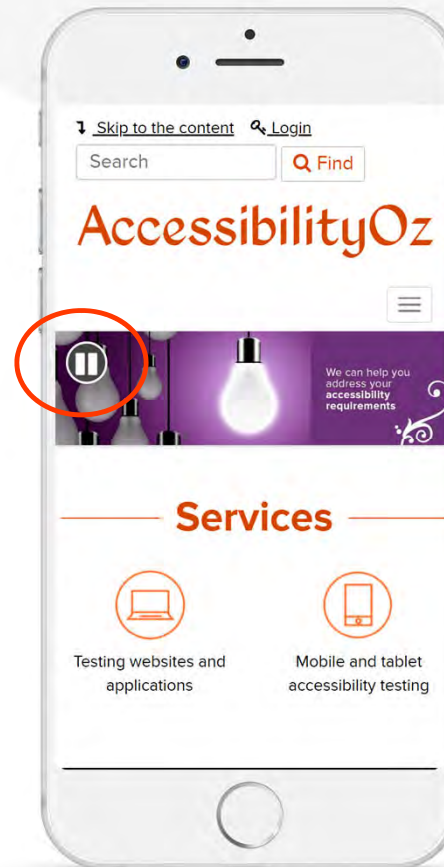 Skip to the content Login
Search Find
AccessibilityOz
We can help you
address your
accessibility
requirements
Services
Testing websites and
applications
Mobile and tablet
accessibility testing